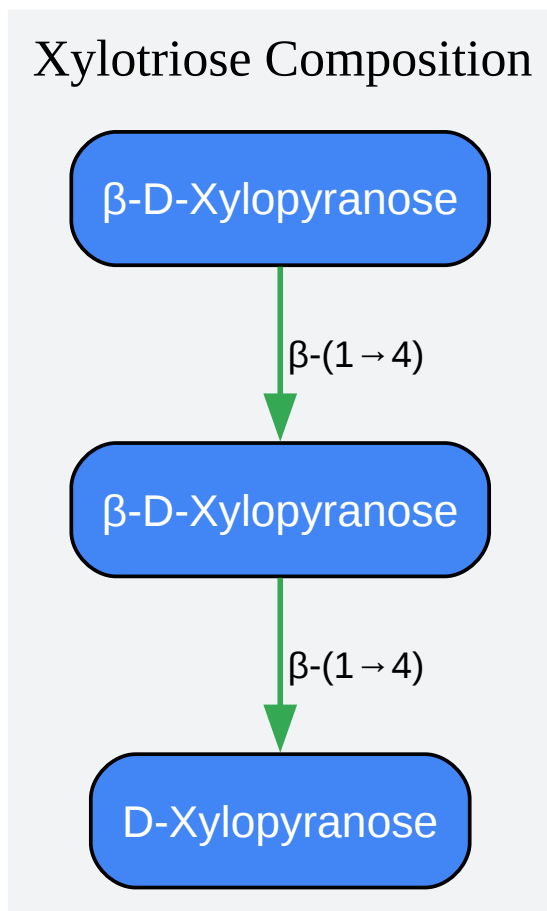 Xylotriose Composition
β-D-Xylopyranose
β-(1→4)
β-D-Xylopyranose
β-(1→4)
D-Xylopyranose